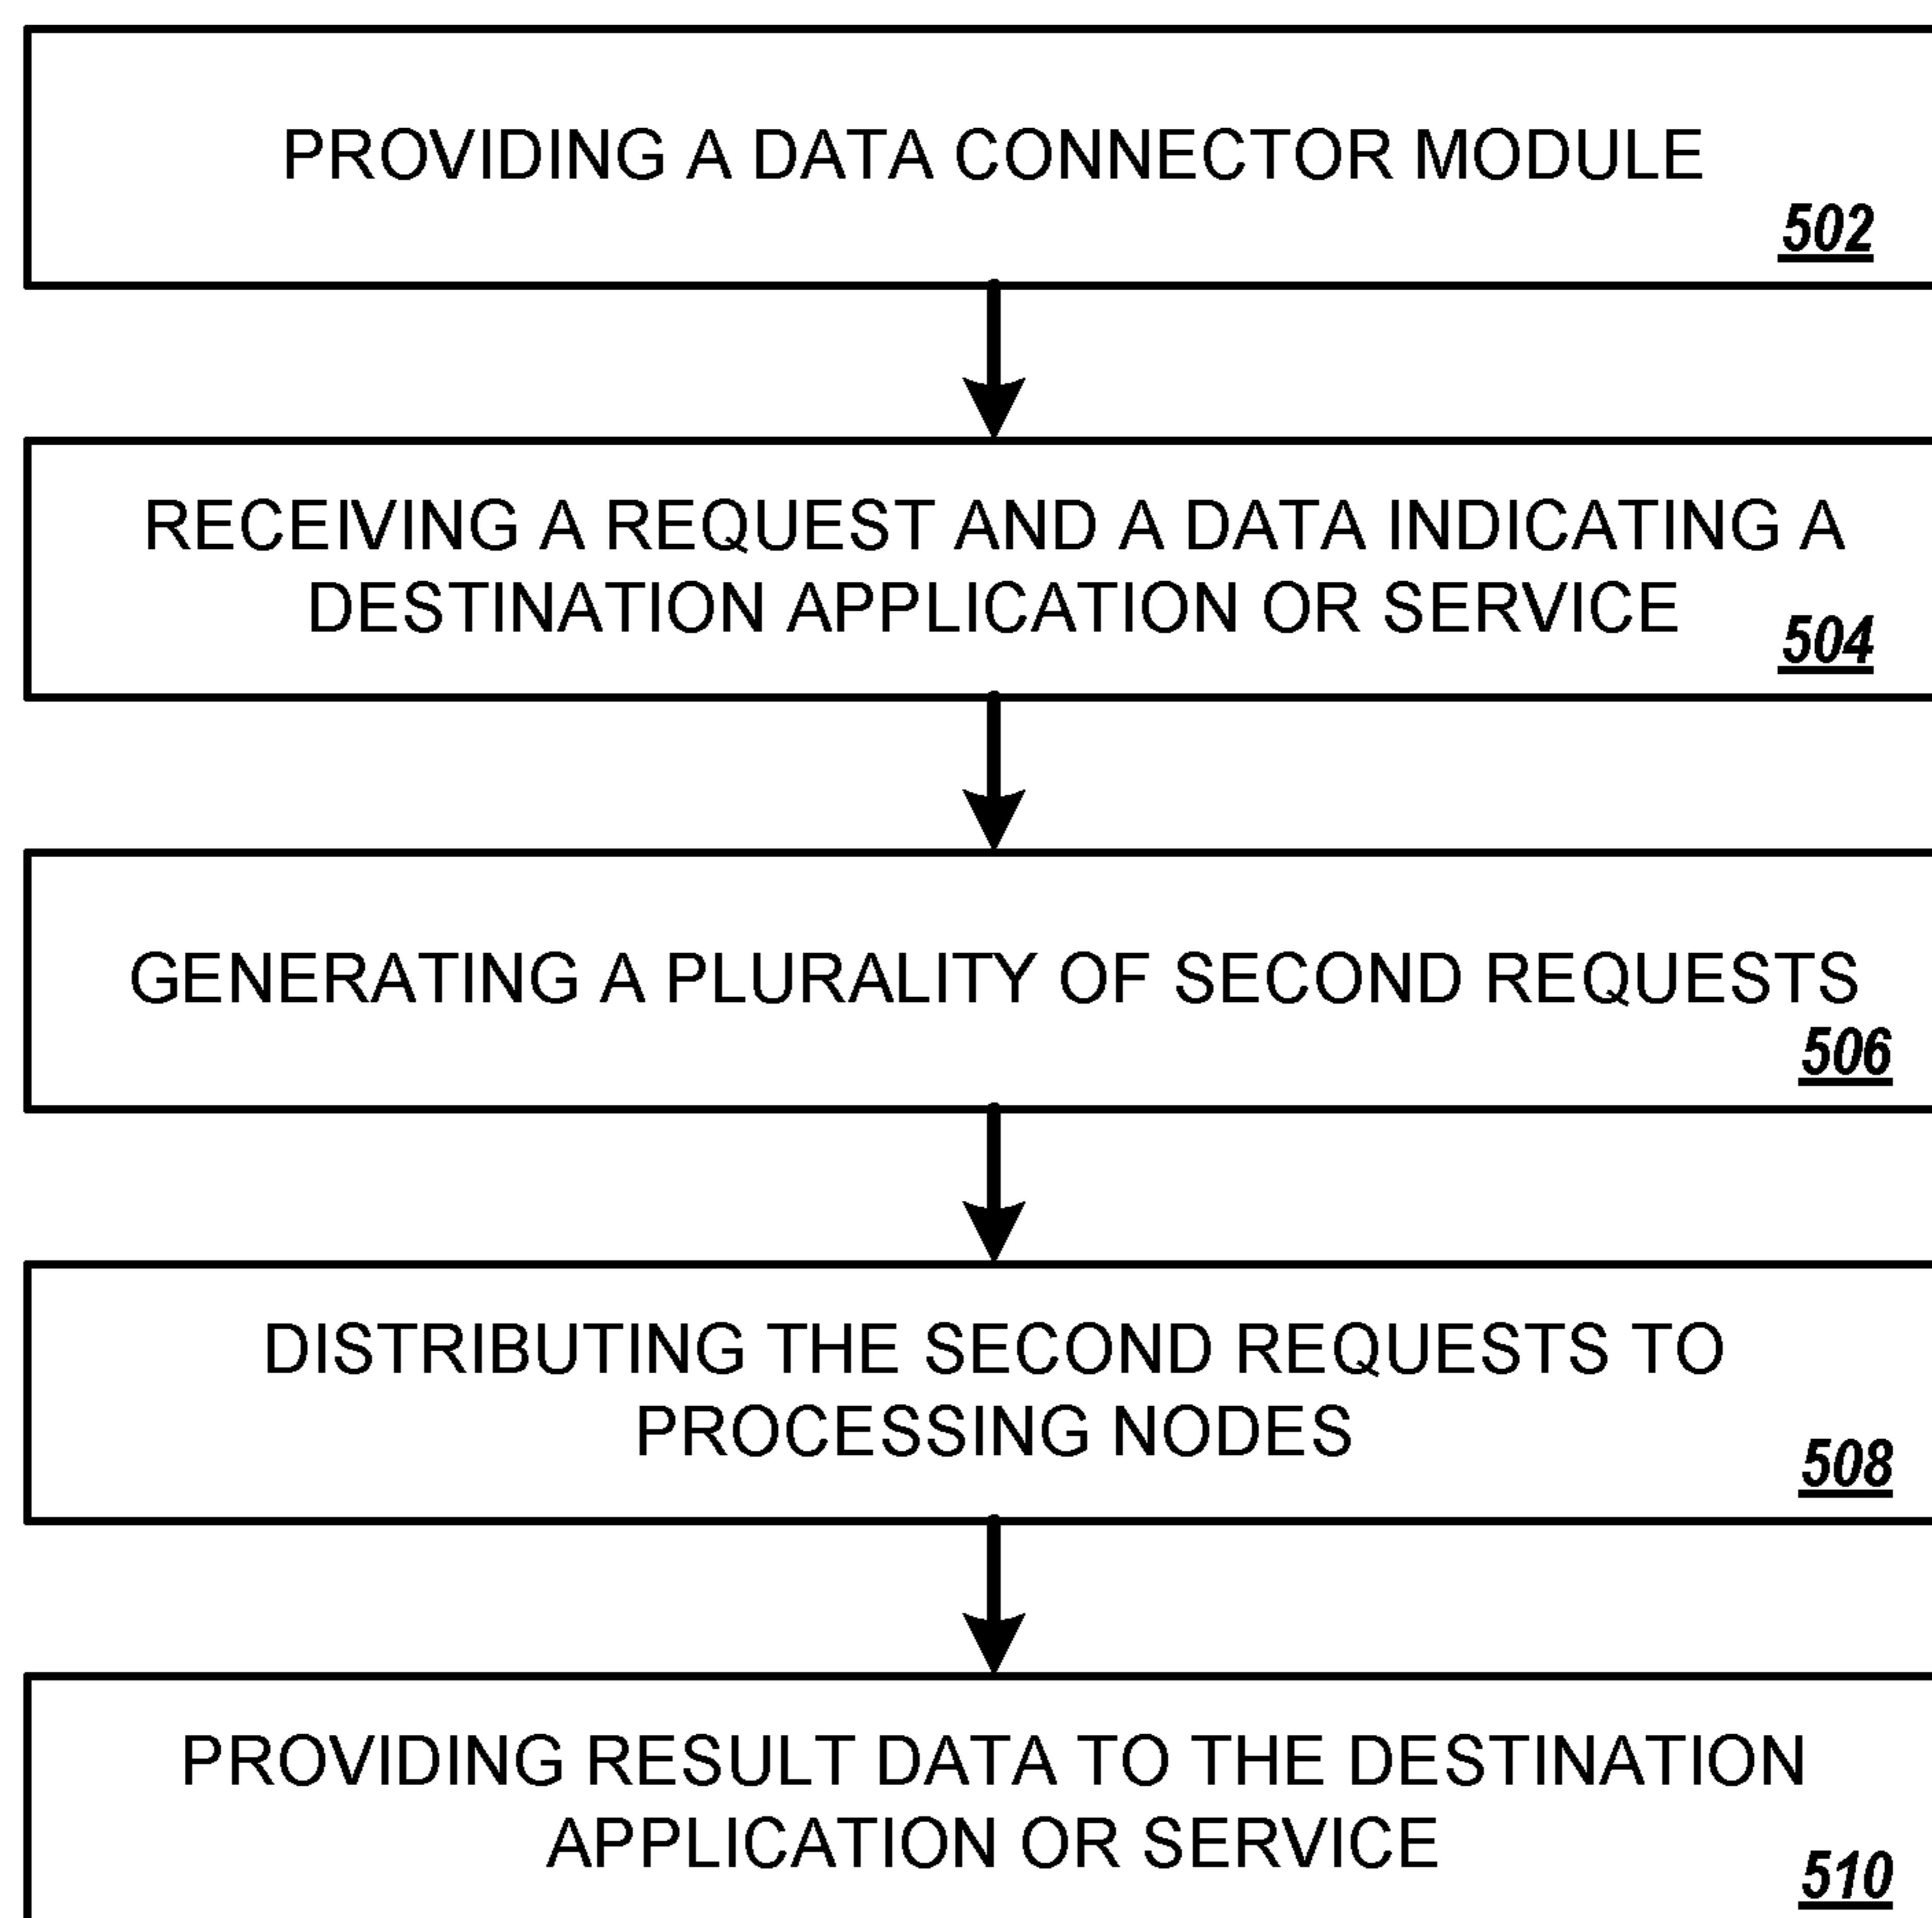 PROVIDING A DATA CONNECTOR MODULE
502
RECEIVING A REQUEST AND A DATA INDICATING A
DESTINATION APPLICATION OR SERVICE
504
GENERATING A PLURALITY OF SECOND REQUESTS
506
DISTRIBUTING THE SECOND REQUESTS TO
PROCESSING NODES
508
PROVIDING RESULT DATA TO THE DESTINATION
APPLICATION OR SERVICE
510